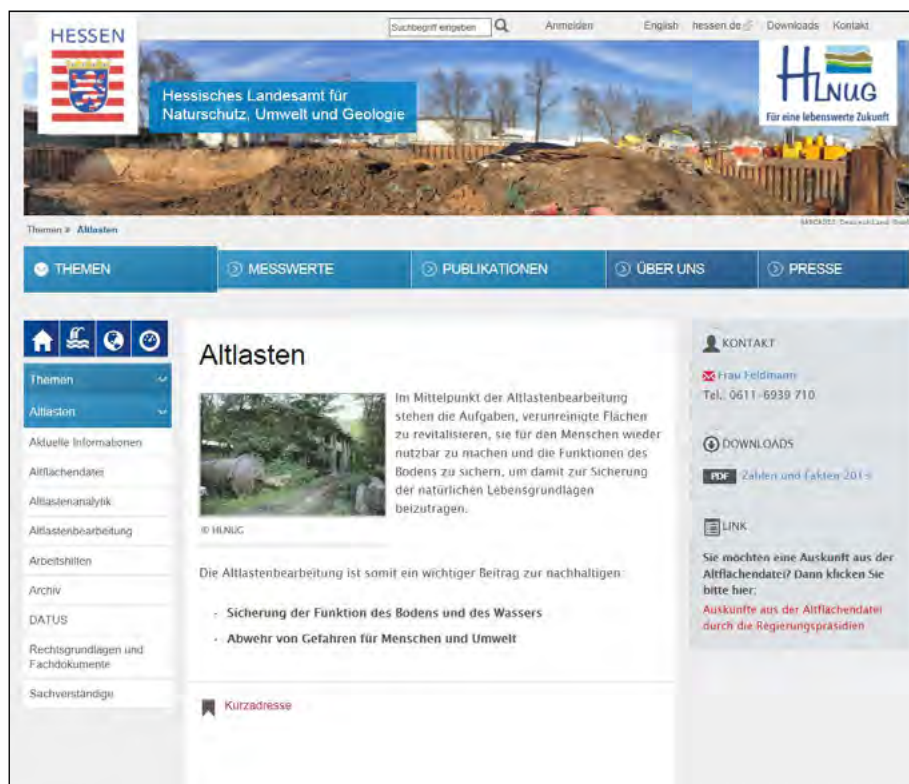 HESSEN
Suchbegriff eingeben
Anmelden
English
hessen.de
Downloads
Kontakt
Hessisches Landesamt für
Naturschutz, Umwelt und Geologie
HLNUG
Für eine lebenswerte Zukunft
Themen » Altlasten
THEMEN
MESSWERTE
PUBLIKATIONEN
ÜBER UNS
PRESSE
Themen
Altlasten
Aktuelle Informationen
Altflächendatei
Altlastenanalytik
Altlastenbearbeitung
Arbeitshilfen
Archiv
DATUS
Rechtsgrundlagen und
Fachdokumente
Sachverständige
Altlasten
Im Mittelpunkt der Altlastenbearbeitung
stehen die Aufgaben, verunreinigte Flächen
zu revitalisieren, sie für den Menschen wieder
nutzbar zu machen und die Funktionen des
Bodens zu sichern, um damit zur Sicherung
der natürlichen Lebensgrundlagen
beizutragen.
© HLNUG
Die Altlastenbearbeitung ist somit ein wichtiger Beitrag zur nachhaltigen
- Sicherung der Funktion des Bodens und des Wassers
- Abwehr von Gefahren für Menschen und Umwelt
Kurzadresse
KONTAKT
Frau Feldmann
Tel. 0611-6939 710
DOWNLOADS
PDF Zahlen und Fakten
LINK
Sie möchten eine Auskunft aus der
Altflächendatei? Dann klicken Sie
bitte hier:
Auskünfte aus der Altflächendatei
durch die Regierungspräsidien